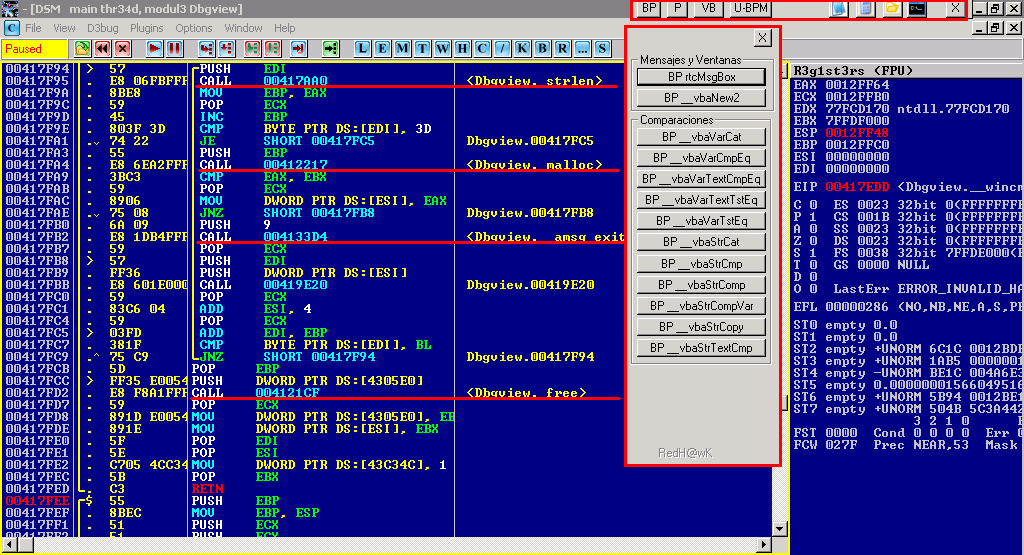 - [DSM main thr34d, modul3 Dbgview]
BP P VB U-BPM X
C File View D3bug Plugins Options Window Help
Paused L E M T W H C / K B R ... S
00417F94 > 57 PUSH EDI
00417F95 . E8 06FBFFF CALL 00417AA0 <Dbgview._strlen>
00417F9A . 8BE8 MOV EBP, EAX
00417F9C . 59 POP ECX
00417F9D . 45 INC EBP
00417F9E . 803F 3D CMP BYTE PTR DS:[EDI], 3D
00417FA1 .v 74 22 JE SHORT 00417FC5 Dbgview.00417FC5
00417FA3 . 55 PUSH EBP
00417FA4 . E8 6EA2FFF CALL 00412217 <Dbgview._malloc>
00417FA9 . 3BC3 CMP EAX, EBX
00417FAB . 59 POP ECX
00417FAC . 8906 MOV DWORD PTR DS:[ESI], EAX
00417FAE .v 75 08 JNZ SHORT 00417FB8 Dbgview.00417FB8
00417FB0 . 6A 09 PUSH 9
00417FB2 . E8 1DB4FFF CALL 004133D4 <Dbgview.__amsg_exit
00417FB7 . 59 POP ECX
00417FB8 > 57 PUSH EDI
00417FB9 . FF36 PUSH DWORD PTR DS:[ESI]
00417FBB . E8 601E000 CALL 00419E20 Dbgview.00419E20
00417FC0 . 59 POP ECX
00417FC1 . 83C6 04 ADD ESI, 4
00417FC4 . 59 POP ECX
00417FC5 > 03FD ADD EDI, EBP
00417FC7 . 381F CMP BYTE PTR DS:[EDI], BL
00417FC9 .^ 75 C9 JNZ SHORT 00417F94 Dbgview.00417F94
00417FCB . 5D POP EBP
00417FCC > FF35 E0054 PUSH DWORD PTR DS:[4305E0]
00417FD2 . E8 F8A1FFF CALL 004121CF <Dbgview._free>
00417FD7 . 59 POP ECX
00417FD8 . 891D E0054 MOV DWORD PTR DS:[4305E0], EB
00417FDE . 891E MOV DWORD PTR DS:[ESI], EBX
00417FE0 . 5F POP EDI
00417FE1 . 5E POP ESI
00417FE2 . C705 4CC34 MOV DWORD PTR DS:[43C34C], 1
00417FEC . 5B POP EBX
00417FED . C3 RETN
00417FEE $ 55 PUSH EBP
00417FEF . 8BEC MOV EBP, ESP
00417FF1 . 51 PUSH ECX
00417FF2 . 51 PUSH ECX
X
Mensajes y Ventanas
BP rtcMsgBox
BP __vbaNew2
Comparaciones
BP __vbaVarCat
BP __vbaVarCmpEq
BP __vbaVarTextCmpEq
BP __vbaVarTextTstEq
BP __vbaVarTstEq
BP __vbaStrCat
BP __vbaStrCmp
BP __vbaStrComp
BP __vbaStrCompVar
BP __vbaStrCopy
BP __vbaStrTextCmp
RedH@wK
R3g1st3rs (FPU)
EAX 0012FF64
ECX 0012FFB0
EDX 77FCD170 ntdll.77FCD170
EBX 7FFDF000
ESP 0012FF48
EBP 0012FFC0
ESI 00000000
EDI 00000000
EIP 00417EDD <Dbgview.__wincm
C 0 ES 0023 32bit 0(FFFFFFF
P 1 CS 001B 32bit 0(FFFFFFF
A 0 SS 0023 32bit 0(FFFFFFF
Z 0 DS 0023 32bit 0(FFFFFFF
S 1 FS 0038 32bit 7FFDE000(F
T 0 GS 0000 NULL
D 0
O 0 LastErr ERROR_INVALID_HA
EFL 00000286 (NO,NB,NE,A,S,P
ST0 empty 0.0
ST1 empty 0.0
ST2 empty +UNORM 6C1C 0012BDE
ST3 empty +UNORM 1AB5 0000001
ST4 empty -UNORM BE1C 004A6E3
ST5 empty 0.00000001566049516
ST6 empty +UNORM 5B94 0012BE1
ST7 empty +UNORM 504B 5C3A442
3 2 1 0
FST 0000 Cond 0 0 0 0 Err 0
FCW 027F Prec NEAR,53 Mask